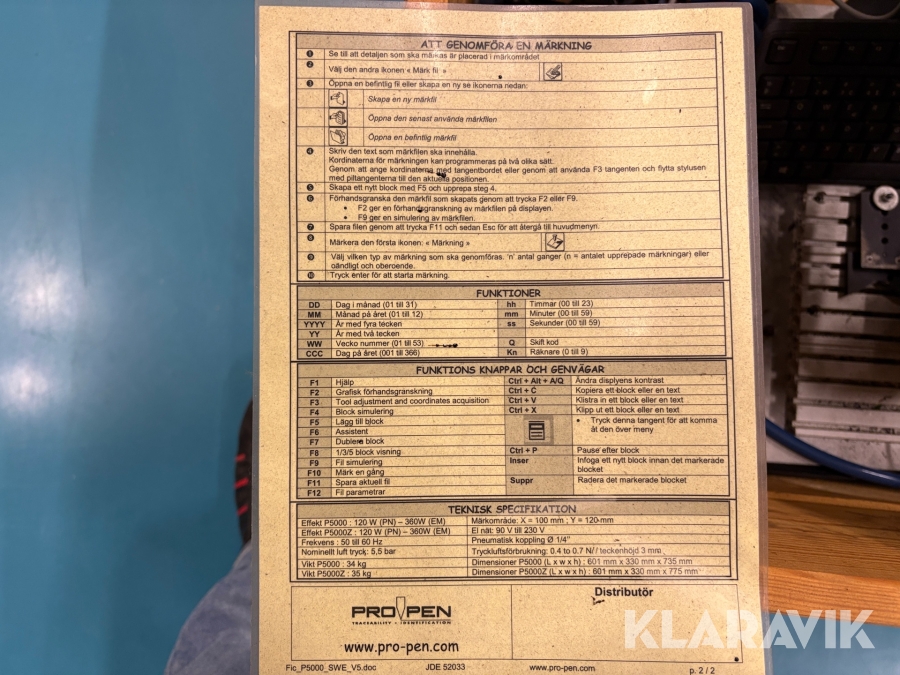 ATT GENOMFÖRA EN MÄRKNING
❶ Se till att detaljen som ska märkas är placerad i märkområdet
❷ Välj den andra ikonen « Märk fil »
❸ Öppna en befintlig fil eller skapa en ny se ikonerna nedan:
Skapa en ny märkfil
Öppna den senast använda märkfilen
Öppna en befintlig märkfil
❹ Skriv den text som märkfilen ska innehålla.
Kordinaterna för märkningen kan programmeras på två olika sätt.
Genom att ange kordinaterna med tangentbordet eller genom att använda F3 tangenten och flytta stylusen
med piltangenterna till den aktuella positionen.
❺ Skapa ett nytt block med F5 och upprepa steg 4.
❻ Förhandsgranska den märkfil som skapats genom att trycka F2 eller F9.
• F2 ger en förhandsgranskning av märkfilen på displayen.
• F9 ger en simulering av märkfilen.
❼ Spara filen genom att trycka F11 och sedan Esc för att återgå till huvudmenyn.
❽ Markera den första ikonen: « Märkning »
❾ Välj vilken typ av märkning som ska genomföras. 'n' antal ganger (n = antalet upprepade märkningar) eller
oändligt och oberoende.
❿ Tryck enter för att starta märkning.
FUNKTIONER
DD Dag i månad (01 till 31) hh Timmar (00 till 23)
MM Månad på året (01 till 12) mm Minuter (00 till 59)
YYYY År med fyra tecken ss Sekunder (00 till 59)
YY År med två tecken
WW Vecko nummer (01 till 53) Q Skift kod
CCC Dag på året (001 till 366) Kn Räknare (0 till 9)
FUNKTIONS KNAPPAR OCH GENVÄGAR
F1 Hjälp Ctrl + Alt + A/Q Ändra displyens kontrast
F2 Grafisk förhandsgranskning Ctrl + C Kopiera ett block eller en text
F3 Tool adjustment and coordinates acquisition Ctrl + V Klistra in ett block eller en text
F4 Block simulering Ctrl + X Klipp ut ett block eller en text
F5 Lägg till block • Tryck denna tangent för att komma
F6 Assistent åt den över meny
F7 Dublera block
F8 1/3/5 block visning Ctrl + P Pause efter block
F9 Fil simulering Inser Infoga ett nytt block innan det markerade
F10 Märk en gång blocket
F11 Spara aktuell fil Suppr Radera det markerade blocket
F12 Fil parametrar
TEKNISK SPECIFIKATION
Effekt P5000 : 120 W (PN) – 360W (EM) Märkområde: X = 100 mm ; Y = 120 mm
Effekt P5000Z : 120 W (PN) – 360W (EM) El nät: 90 V till 230 V
Frekvens : 50 till 60 Hz Pneumatisk koppling Ø 1/4"
Nominellt luft tryck: 5,5 bar Tryckluftsförbrukning: 0.4 to 0.7 N/ / teckenhöjd 3 mm
Vikt P5000 : 34 kg Dimensioner P5000 (L x w x h) : 601 mm x 330 mm x 735 mm
Vikt P5000Z : 35 kg Dimensioner P5000Z (L x w x h) : 601 mm x 330 mm x 775 mm
PROPEN
TRACEABILITY - IDENTIFICATION
www.pro-pen.com
Distributör
KLARAVIK
Fic_P5000_SWE_V5.doc JDE 52033 www.pro-pen.com p. 2 / 2